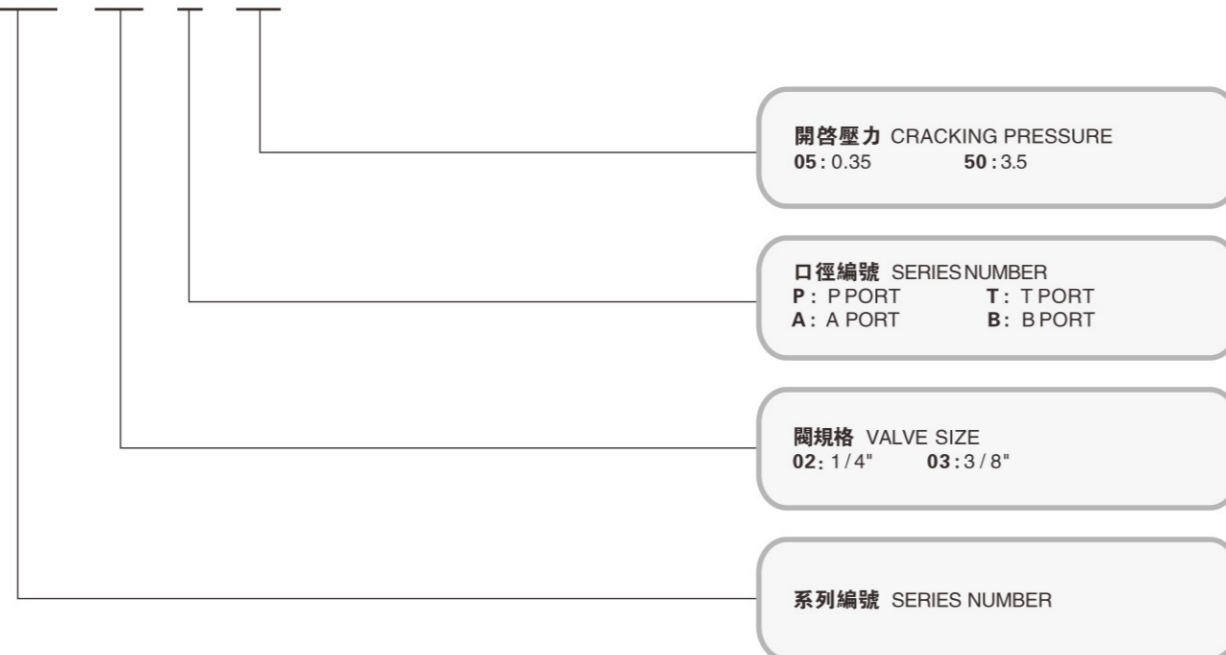 開啓壓力 CRACKING PRESSURE
05: 0.35 50:3.5
口徑編號 SERIES NUMBER
P: P PORT T: T PORT
A: A PORT B: B PORT
閥規格 VALVE SIZE
02: 1/4" 03:3/8"
系列編號 SERIES NUMBER